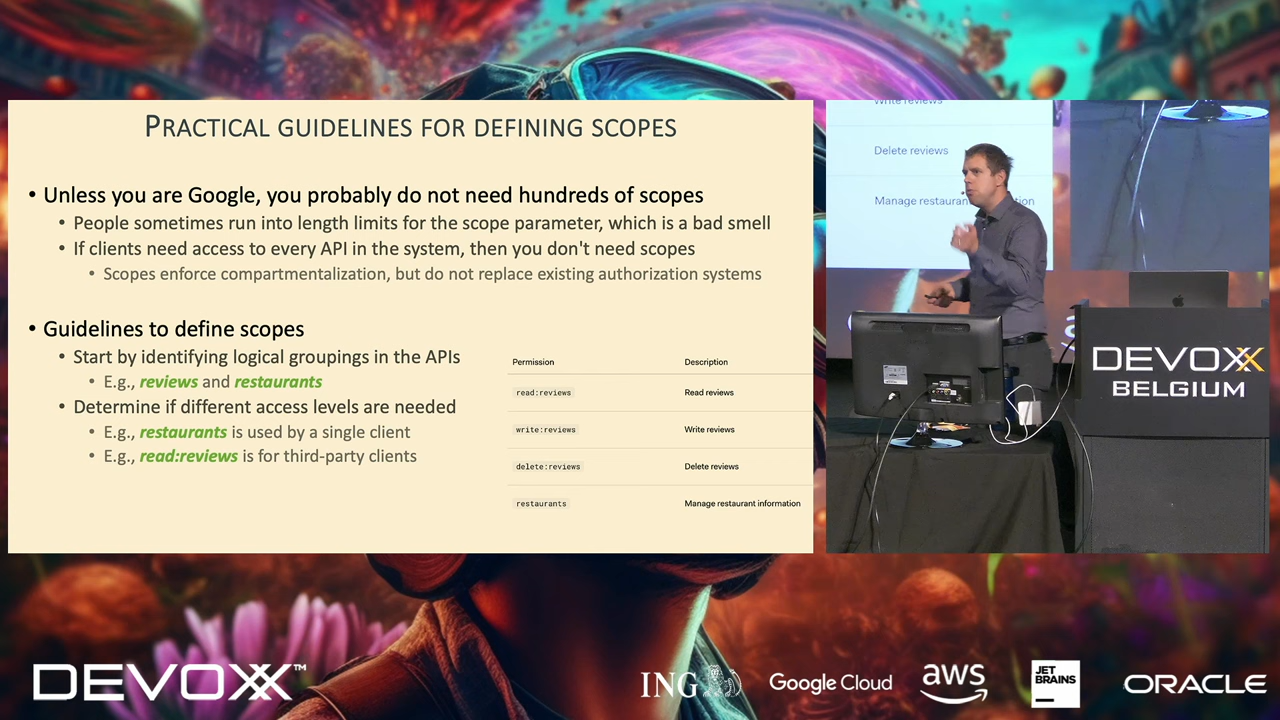 PRACTICAL GUIDELINES FOR DEFINING SCOPES
• Unless you are Google, you probably do not need hundreds of scopes
• People sometimes run into length limits for the scope parameter, which is a bad smell
• If clients need access to every API in the system, then you don't need scopes
• Scopes enforce compartmentalization, but do not replace existing authorization systems
• Guidelines to define scopes
• Start by identifying logical groupings in the APIs
• E.g., reviews and restaurants
• Determine if different access levels are needed
• E.g., restaurants is used by a single client
• E.g., read:reviews is for third-party clients
Permission Description
read:reviews Read reviews
write:reviews Write reviews
delete:reviews Delete reviews
restaurants Manage restaurant information
Write reviews
Delete reviews
Manage
DEVOXX
BELGIUM
DEVOXX™
ING
Google Cloud
aws
JET
BRAINS
ORACLE